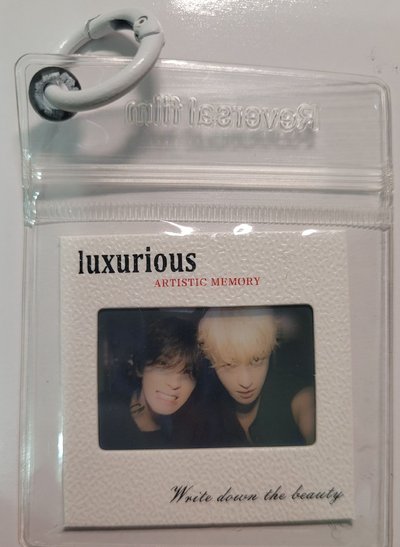 Reversal film
luxurious
ARTISTIC MEMORY
Write down the beauty